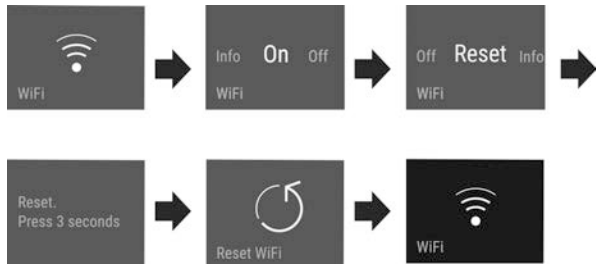 WiFi
Info On Off
WiFi
Off Reset Info
WiFi
Reset.
Press 3 seconds
Reset WiFi
WiFi